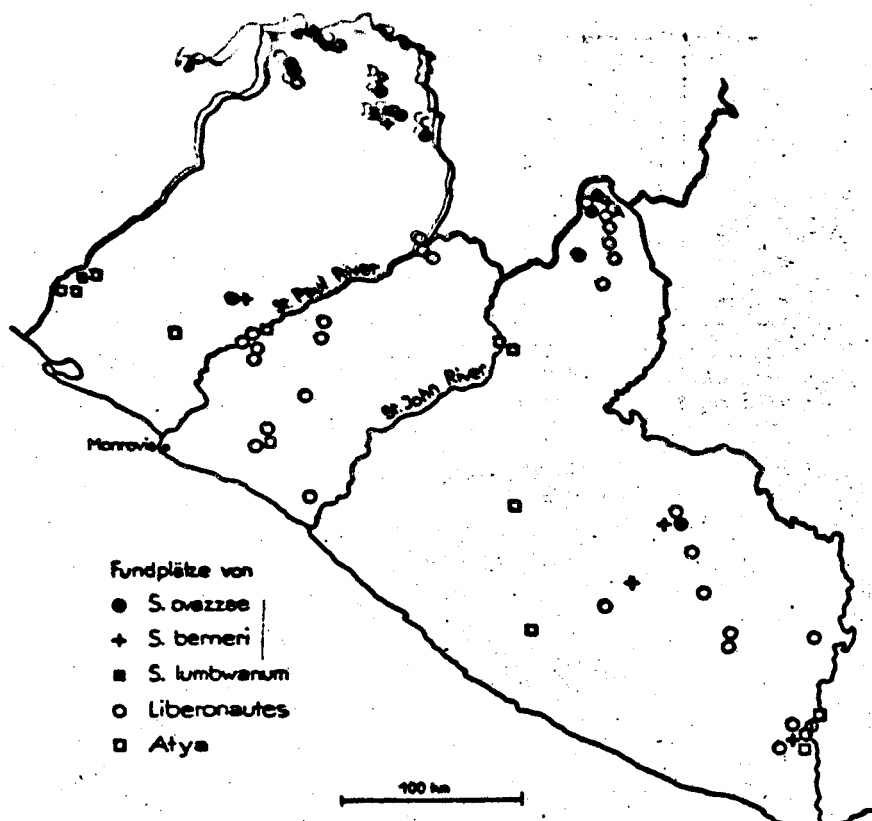 St. Paul River
St. John River
Monrovia
Fundplätze von
S. ovazzae
S. berneri
S. lumbwanum
Liberonautes
Atya
100 km